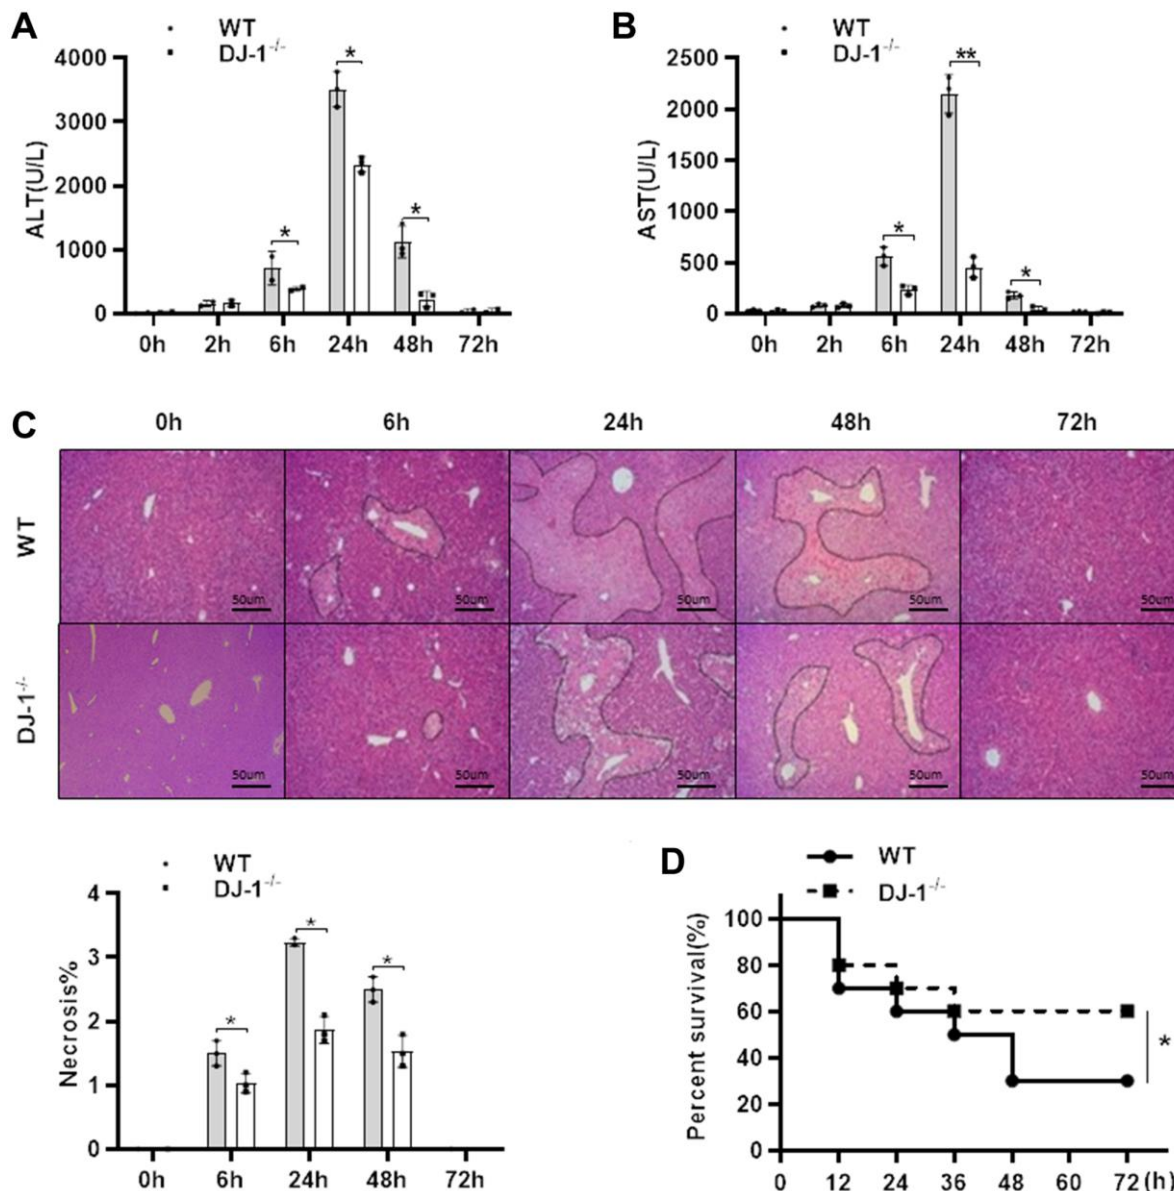 A
WT
DJ-1-/-
ALT(U/L)
4000
3000
2000
1000
0
*
*
*
0h 2h 6h 24h 48h 72h
B
WT
DJ-1-/-
AST(U/L)
2500
2000
1500
1000
500
0
*
**
*
0h 2h 6h 24h 48h 72h
C
0h 6h 24h 48h 72h
WT
50um 50um 50um 50um 50um
DJ-1-/-
50um 50um 50um 50um 50um
WT
DJ-1-/-
Necrosis%
4
3
2
1
0
*
*
*
0h 6h 24h 48h 72h
D
WT
DJ-1-/-
Percent survival(%)
100
80
60
40
20
0
*
0 12 24 36 48 60 72 (h)